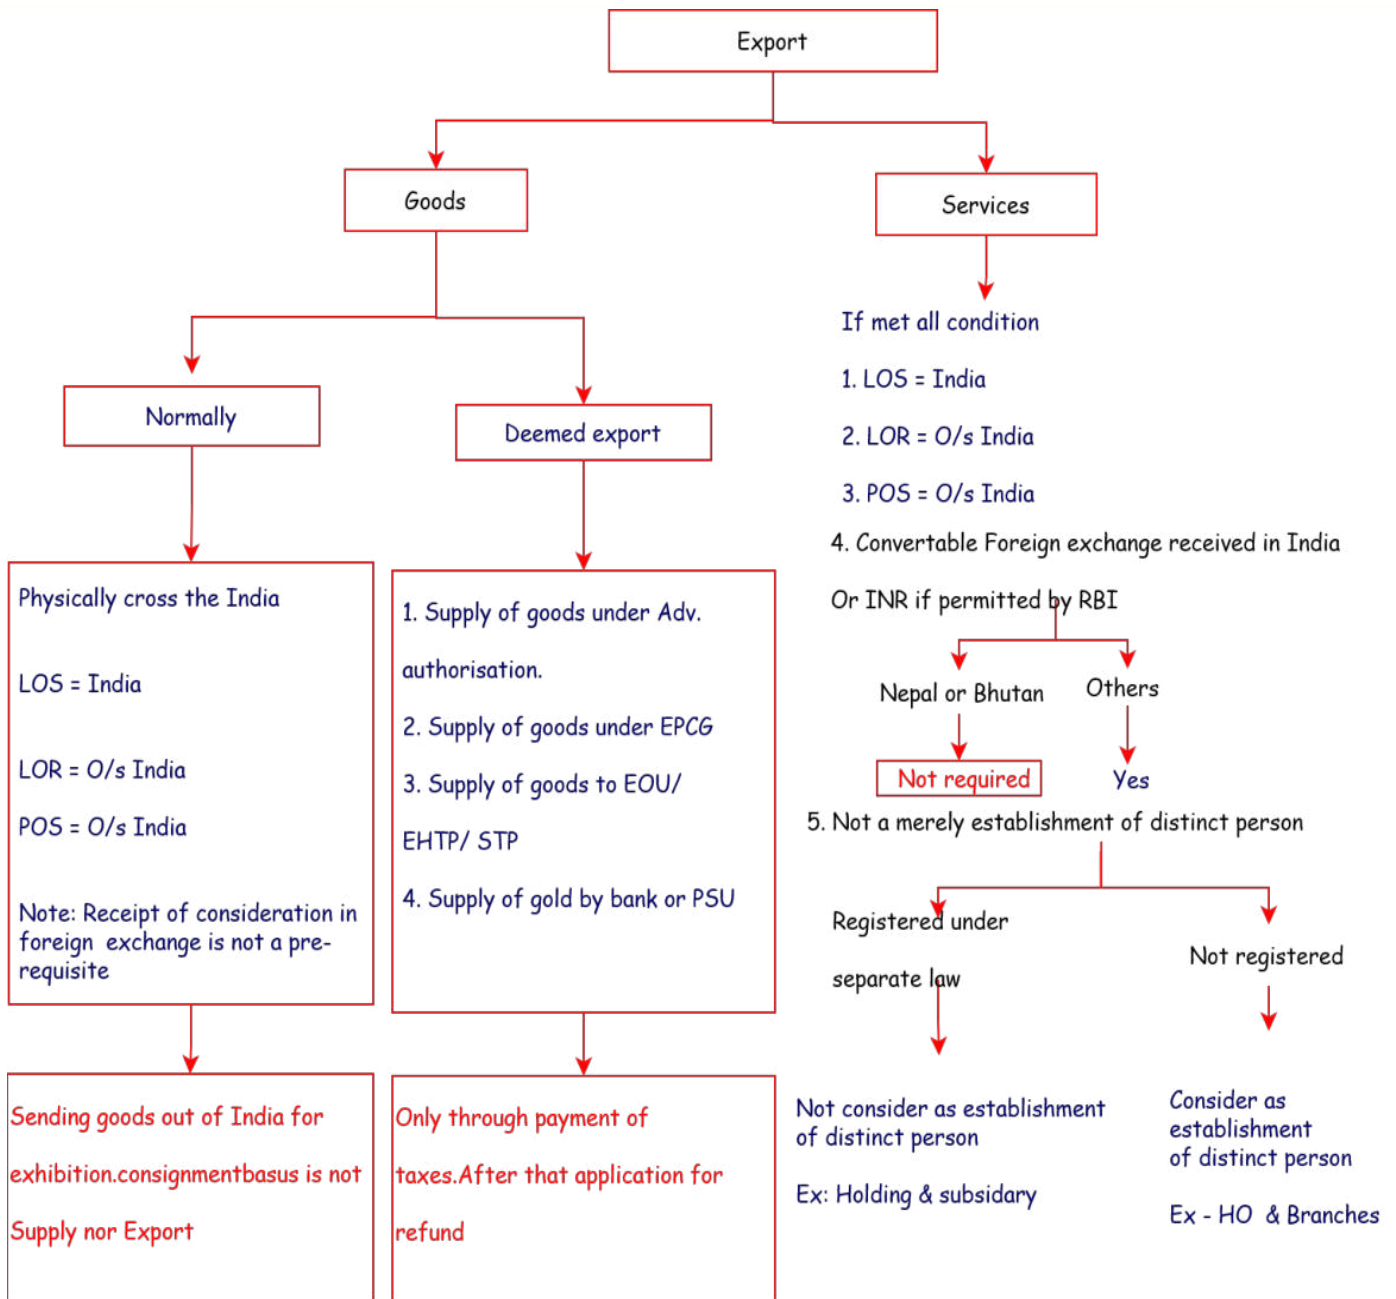 Export
Goods
Services
Normally
Deemed export
Physically cross the India
LOS = India
LOR = O/s India
POS = O/s India
Note: Receipt of consideration in
foreign exchange is not a pre-
requisite
Sending goods out of India for
exhibition.consignmentbasus is not
Supply nor Export
1. Supply of goods under Adv.
authorisation.
2. Supply of goods under EPCG
3. Supply of goods to EOU/
EHTP/ STP
4. Supply of gold by bank or PSU
Only through payment of
taxes.After that application for
refund
If met all condition
1. LOS = India
2. LOR = O/s India
3. POS = O/s India
4. Convertable Foreign exchange received in India
Or INR if permitted by RBI
Nepal or Bhutan
Others
Not required
Yes
5. Not a merely establishment of distinct person
Registered under
separate law
Not registered
Not consider as establishment
of distinct person
Ex: Holding & subsidary
Consider as
establishment
of distinct person
Ex - HO & Branches